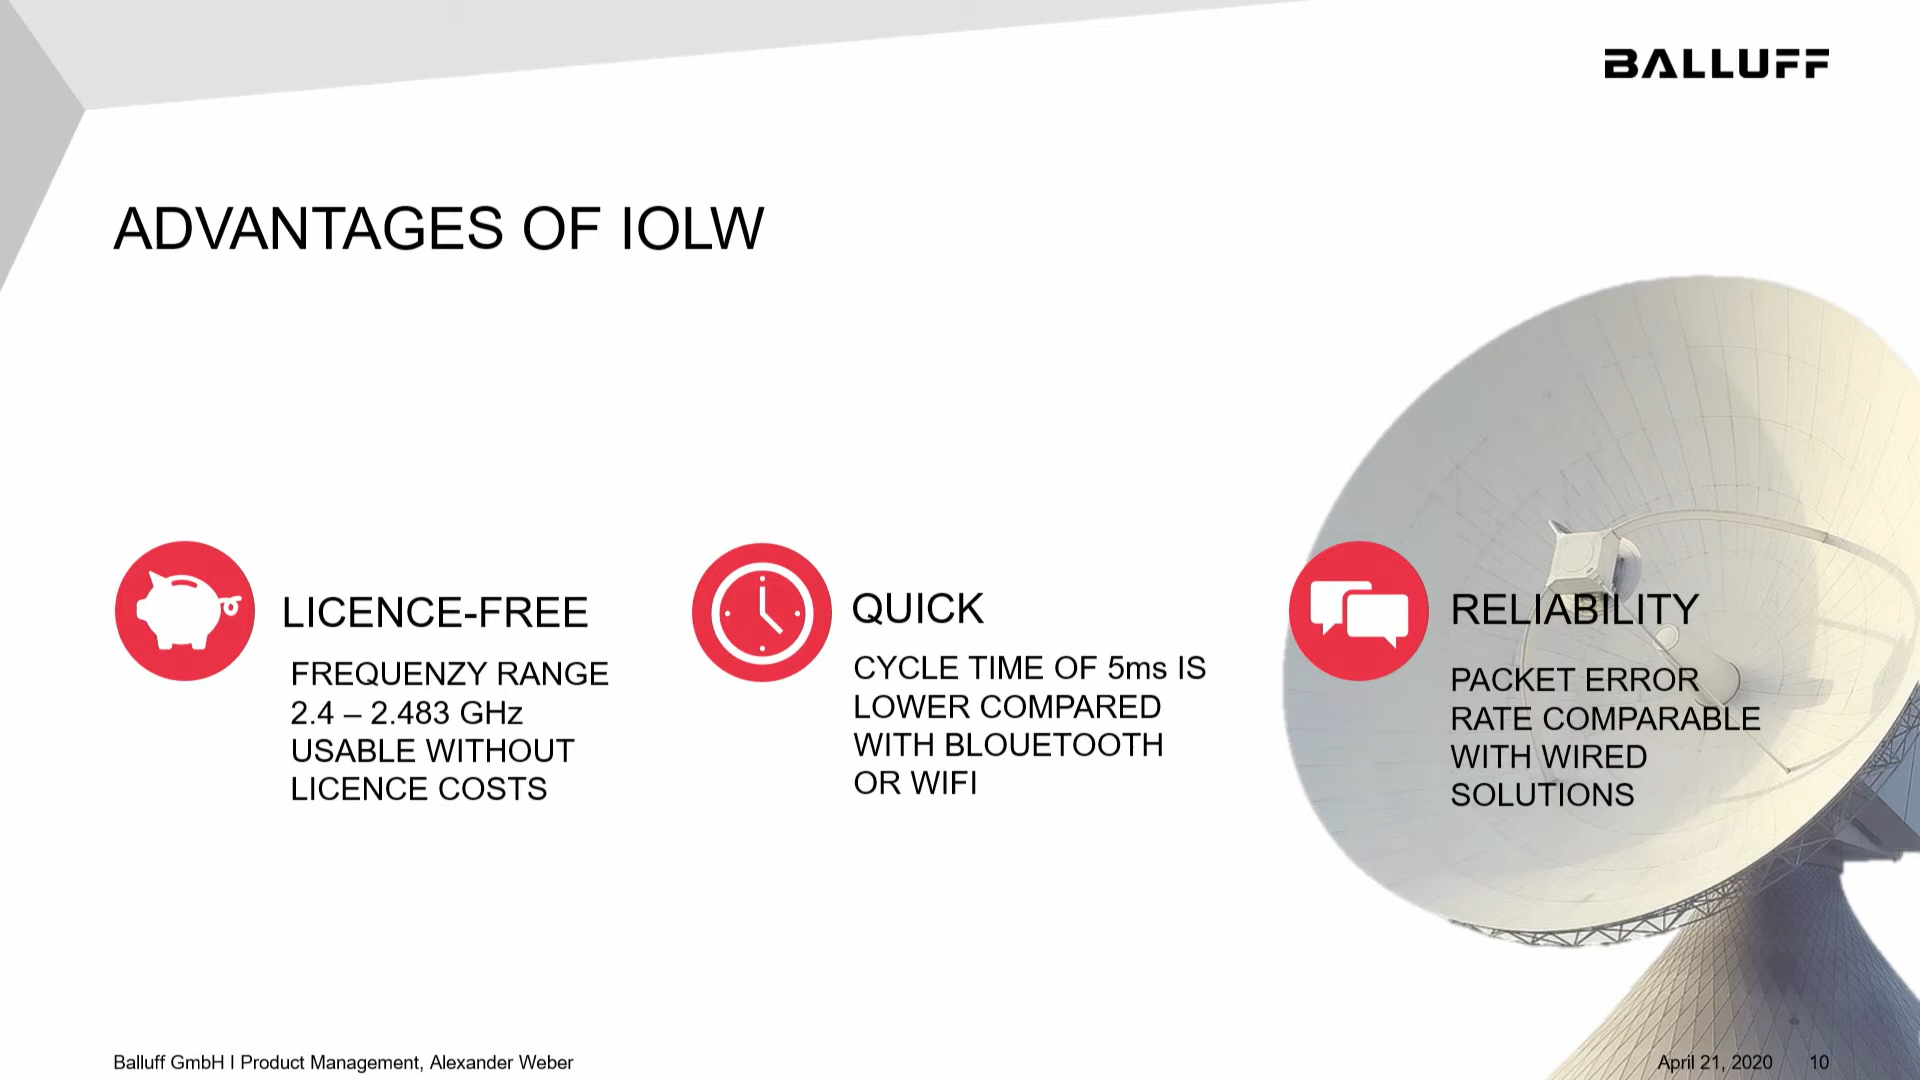 BALLUFF
ADVANTAGES OF IOLW
LICENCE-FREE
FREQUENZY RANGE
2.4 – 2.483 GHz
USABLE WITHOUT
LICENCE COSTS
QUICK
CYCLE TIME OF 5ms IS
LOWER COMPARED
WITH BLOUETOOTH
OR WIFI
RELIABILITY
PACKET ERROR
RATE COMPARABLE
WITH WIRED
SOLUTIONS
Balluff GmbH I Product Management, Alexander Weber
April 21, 2020 10